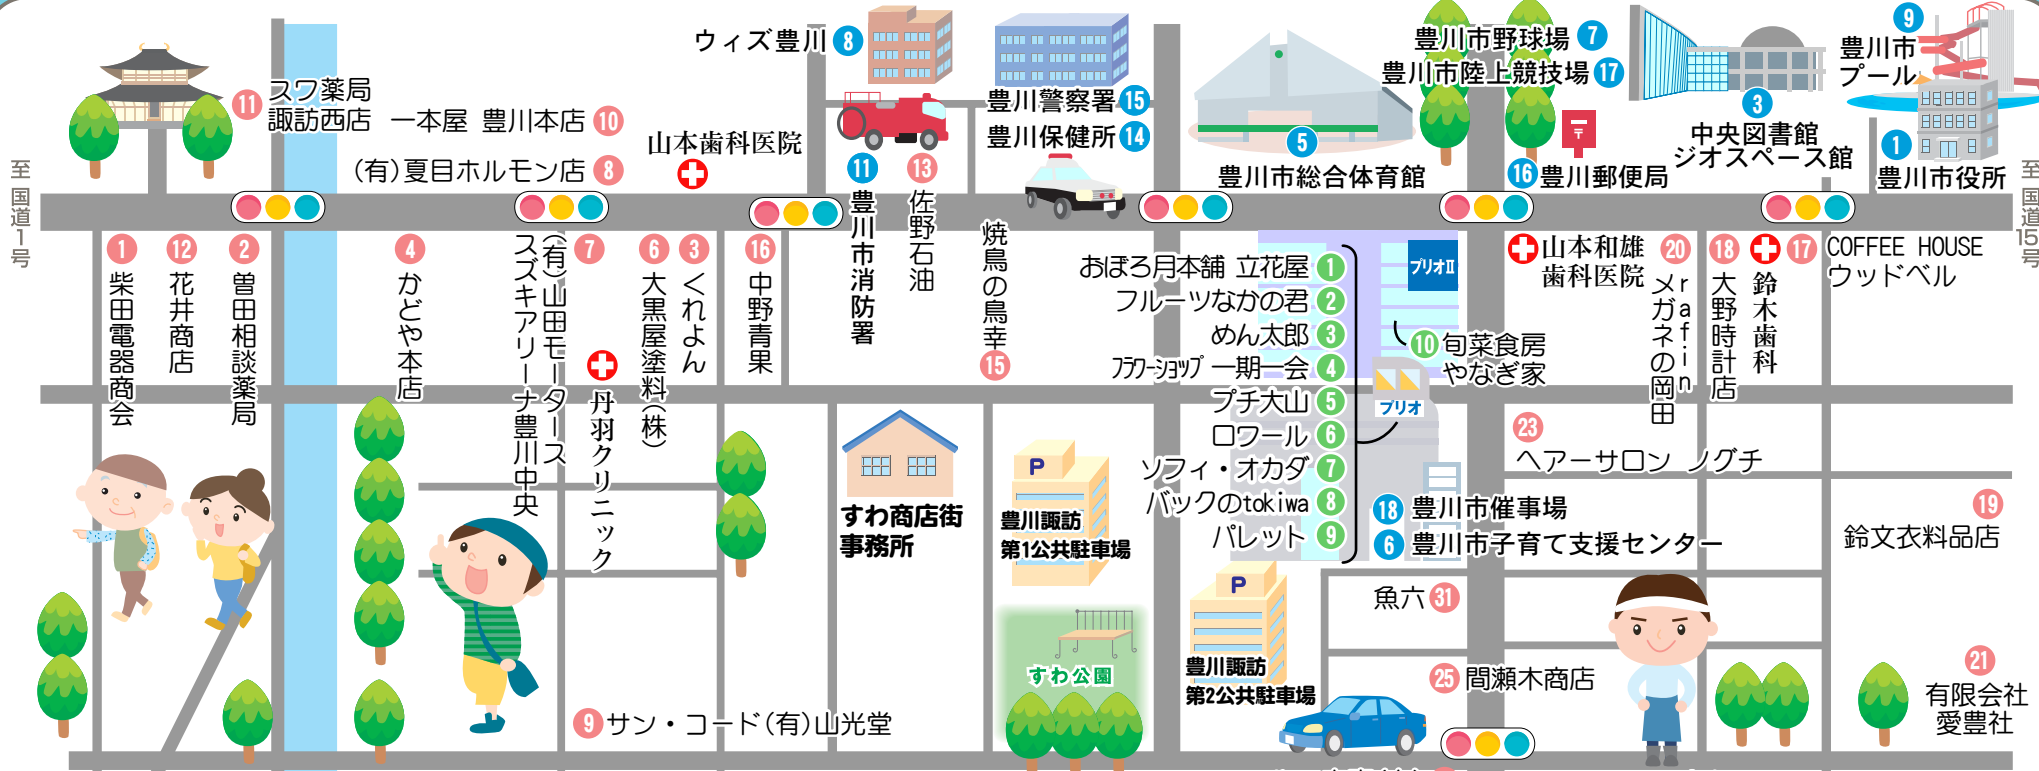 ウィズ豊川 8
スワ薬局
諏訪西店
11
一本屋 豊川本店 10
(有)夏目ホルモン店 8
山本歯科医院
豊川警察署 15
豊川保健所 14
11
豊川市消防署
13
佐野石油
5
豊川市総合体育館
豊川市野球場 7
豊川市陸上競技場 17
〒
16 豊川郵便局
3
中央図書館
ジオスペース館
9
豊川市
プール
1
豊川市役所
至 国道1号
至 国道15号
1
柴田電器商会
12
花井商店
2
曽田相談薬局
4
かどや本店
7
(有)山田モータース
スズキアリーナ豊川中央
丹羽クリニック
6
大黒屋塗料(株)
3
くれよん
16
中野青果
焼鳥の鳥幸
15
おぼろ月本舗 立花屋 1
フルーツなかの君 2
めん太郎 3
フラワーショップ 一期一会 4
プチ大山 5
ロワール 6
ソフィ・オカダ 7
バックのtokiwa 8
パレット 9
プリオII
10 旬菜食房
やなぎ家
プリオ
18 豊川市催事場
6 豊川市子育て支援センター
山本和雄
歯科医院
20
rafin
メガネの岡田
18
大野時計店
鈴木歯科
17 COFFEE HOUSE
ウッドベル
23
ヘアーサロン ノグチ
19
鈴文衣料品店
すわ商店街
事務所
P
豊川諏訪
第1公共駐車場
P
豊川諏訪
第2公共駐車場
すわ公園
魚六 31
25 間瀬木商店
21
有限会社
愛豊社
9 サン・コード(有)山光堂